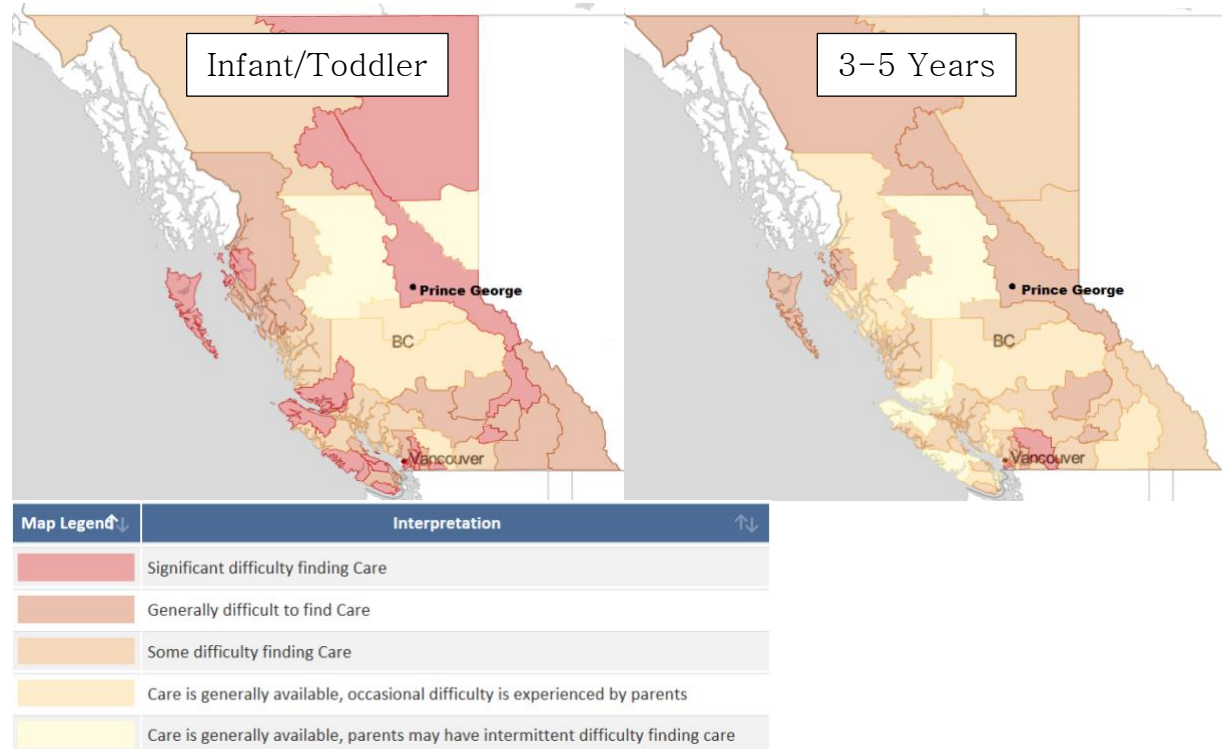 Infant/Toddler
3-5 Years
Prince George
Prince George
BC
BC
Vancouver
Vancouver
Map Legend Interpretation
Significant difficulty finding Care
Generally difficult to find Care
Some difficulty finding Care
Care is generally available, occasional difficulty is experienced by parents
Care is generally available, parents may have intermittent difficulty finding care